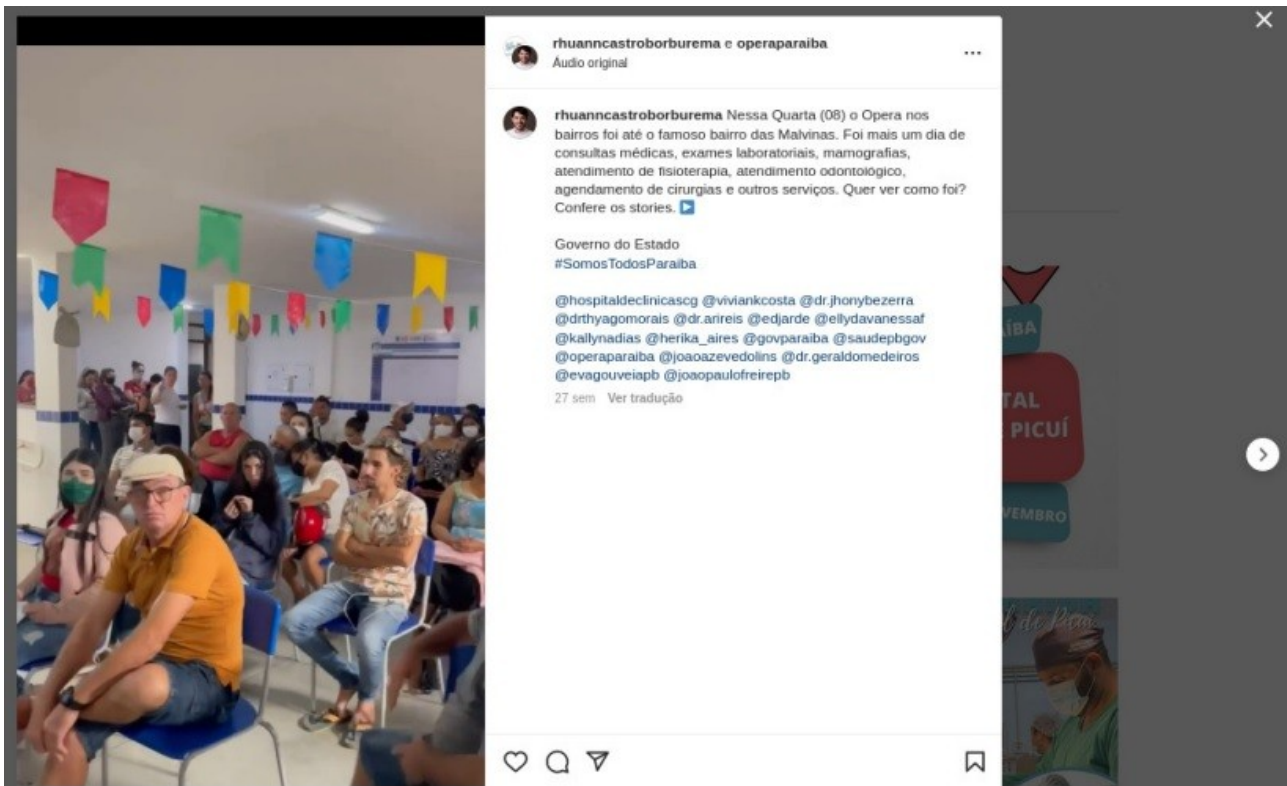 rhuanncastroborburema e operaparaiba
Áudio original
rhuanncastroborburema Nessa Quarta (08) o Opera nos
bairros foi até o famoso bairro das Malvinas. Foi mais um dia de
consultas médicas, exames laboratoriais, mamografias,
atendimento de fisioterapia, atendimento odontológico,
agendamento de cirurgias e outros serviços. Quer ver como foi?
Confere os stories.
Governo do Estado
#SomosTodosParaiba
@hospitaldeclinicascg @viviankcosta @dr.jhonybezerra
@drthyagomorais @dr.arireis @edjarde @ellydavanessaf
@kallynadias @herika_aires @govparaiba @saudepbgov
@operaparaiba @joaoazevedolins @dr.geraldomedeiros
@evagouveiapb @joaopaulofreirepb
27 sem Ver tradução
ÍBA
TAL
PICUÍ
VEMBRO
l de Picuí